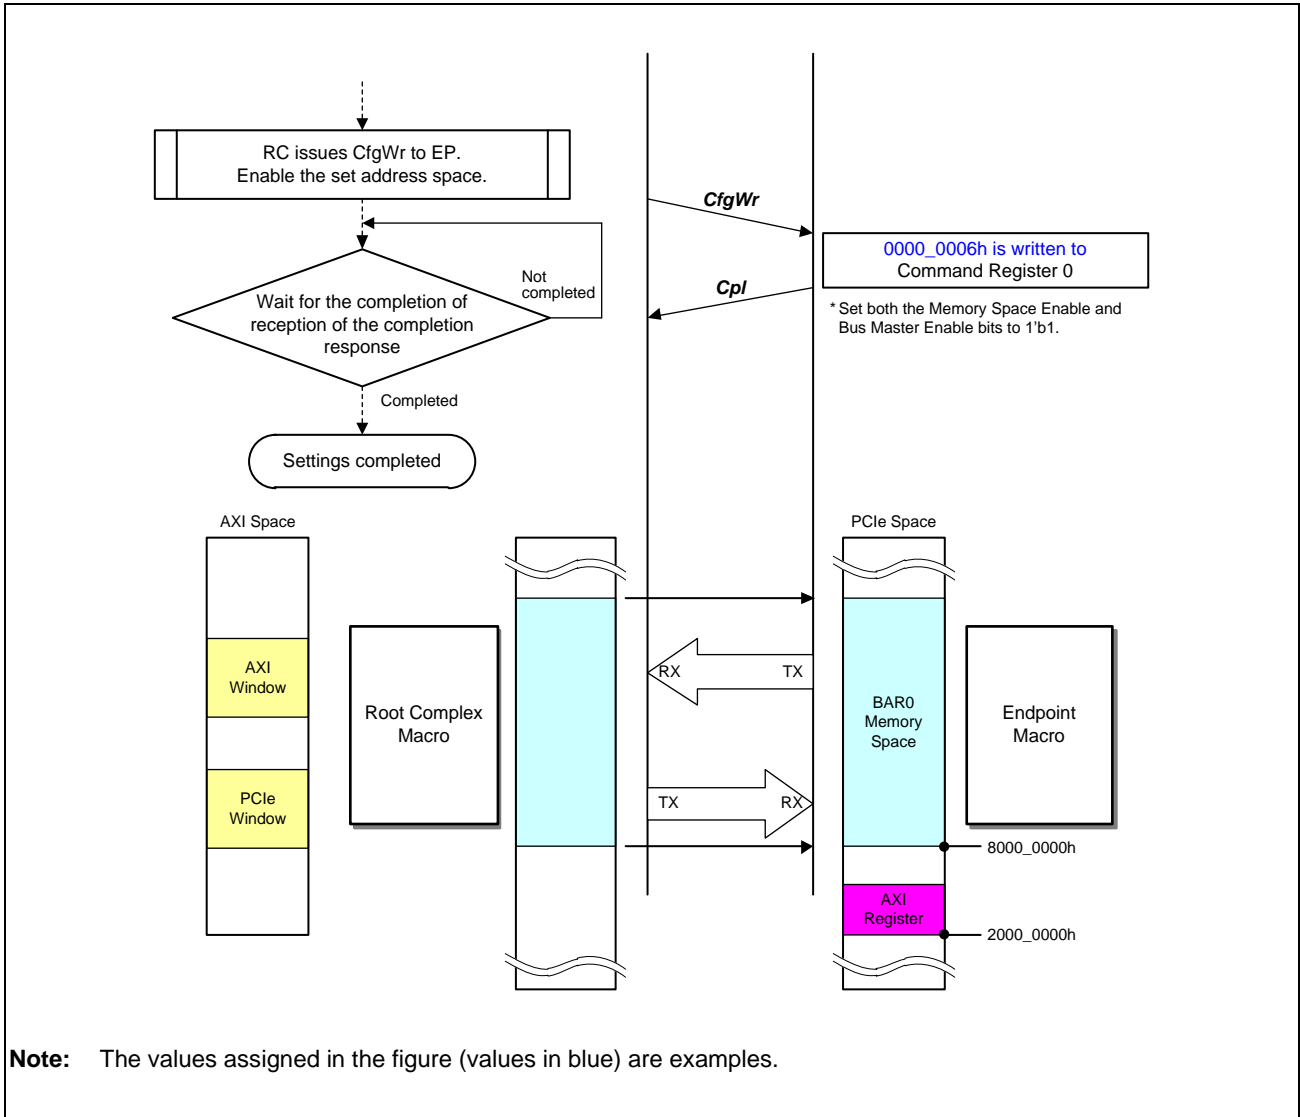 RC issues CfgWr to EP.
Enable the set address space.
CfgWr
0000_0006h is written to
Command Register 0
Not
completed
Cpl
Wait for the completion of
reception of the completion
response
* Set both the Memory Space Enable and
Bus Master Enable bits to 1'b1.
Completed
Settings completed
AXI Space
PCIe Space
AXI
Window
Root Complex
Macro
RX
TX
BAR0
Memory
Space
Endpoint
Macro
PCIe
Window
TX
RX
8000_0000h
AXI
Register
2000_0000h
Note: The values assigned in the figure (values in blue) are examples.